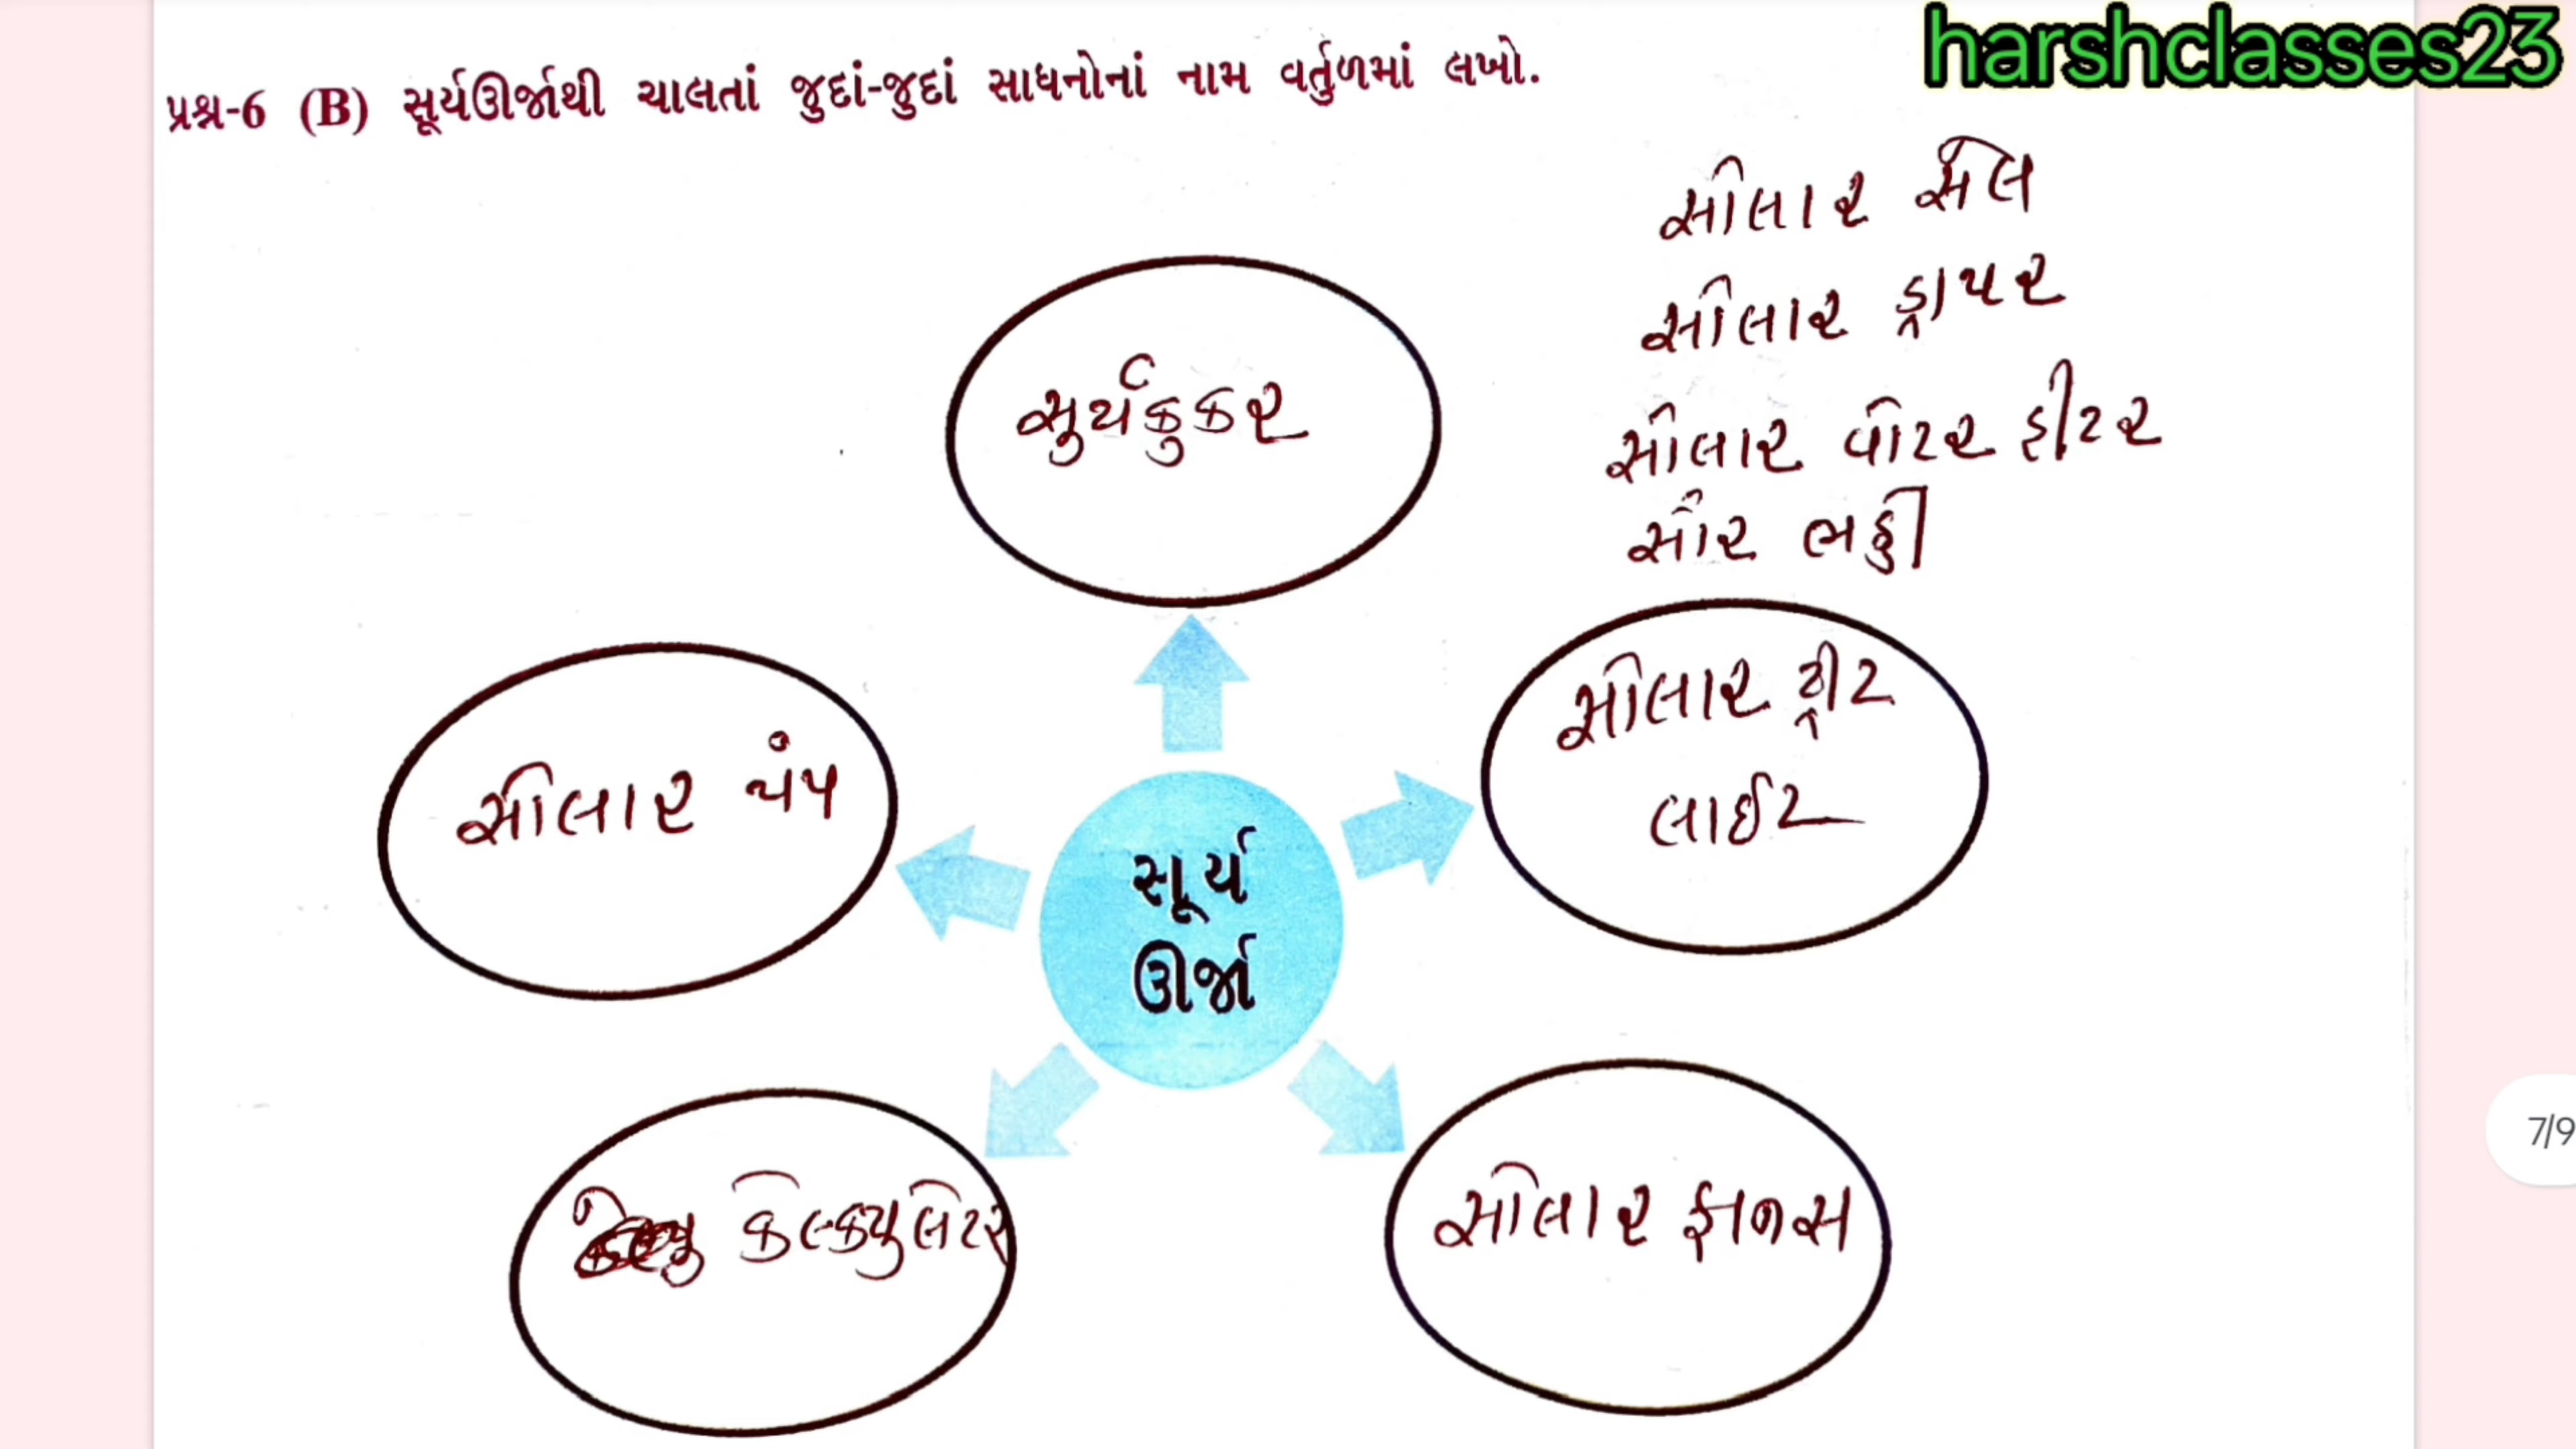 harshclasses23
પ્રશ્ન-6 (B) સૂર્યઊર્જાથી ચાલતાં જુદાં-જુદાં સાધનોનાં નામ વર્તુળમાં લખો.
સોલાર સેલ
સોલાર ડ્રાયર
સોલાર વોટર હીટર
સૌર ભઠ્ઠી
સુર્યકુકર
સોલાર ટ્રીટ
લાઈટ
સોલાર પંપ
સૂર્ય
ઊર્જા
કેલ્ક્યુલેટર
સોલાર ફાનસ
7/9